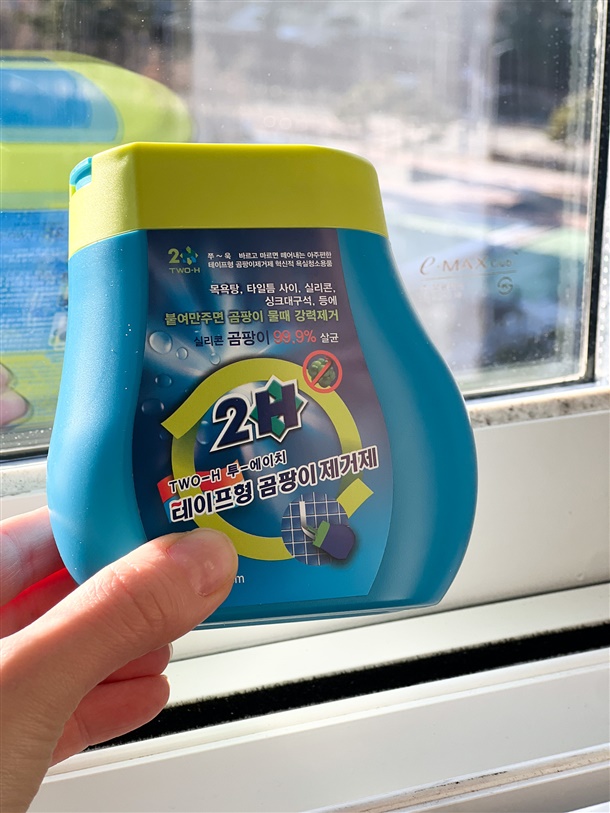 2H
TWO-H
쭈~욱 바르고 마르면 떼어내는 아주편한
테이프형 곰팡이제거제 혁신적 욕실청소용품
목욕탕, 타일틈 사이, 실리콘,
싱크대구석, 등에
붙여만주면 곰팡이 물때 강력제거
실리콘 곰팡이 99.9% 살균
2H
TWO-H 투-에이치
테이프형 곰팡이 제거제
m
e-MAX